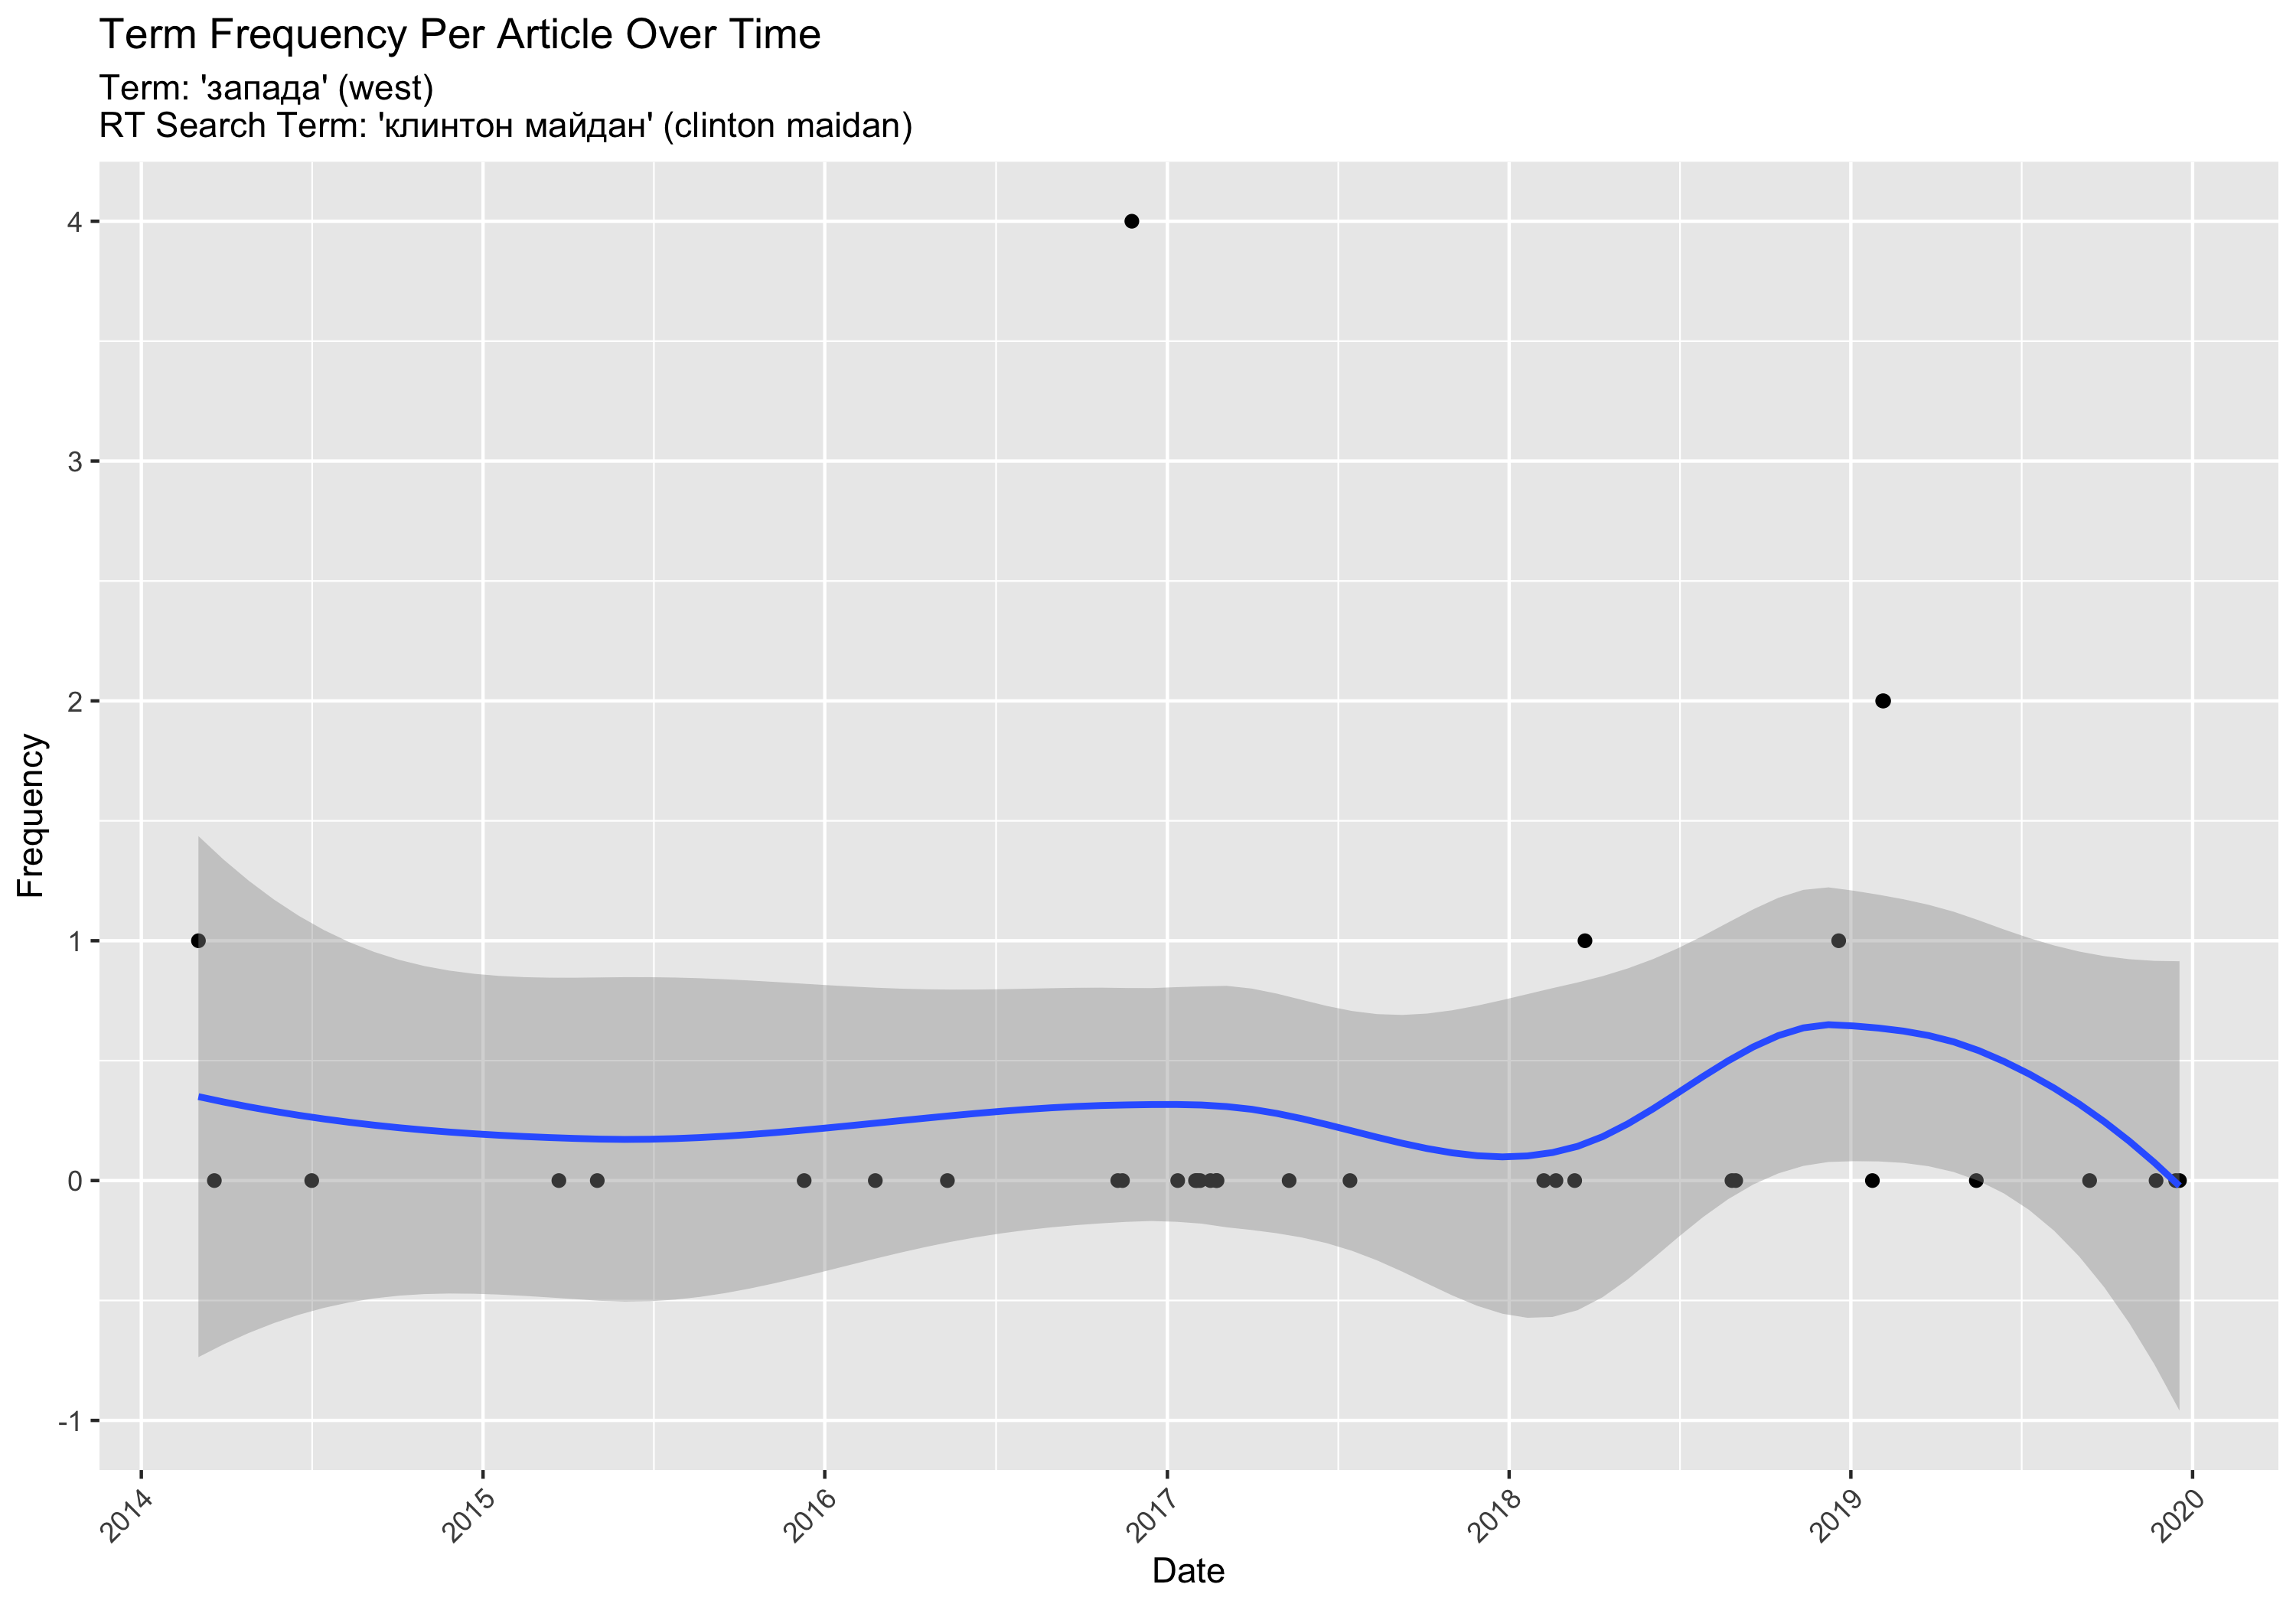 Term Frequency Per Article Over Time
Term: 'запада' (west)
RT Search Term: 'клинтон майдан' (clinton maidan)
4
3
2
1
0
-1
Frequency
2014
2015
2016
2017
2018
2019
2020
Date